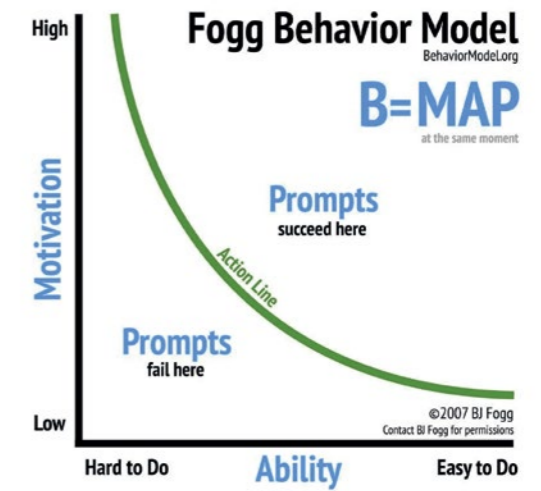 High
Fogg Behavior Model
BehaviorModel.org
B=MAP
at the same moment
Motivation
Prompts
succeed here
Action Line
Prompts
fail here
Low
©2007 BJ Fogg
Contact BJ Fogg for permissions
Hard to Do
Ability
Easy to Do